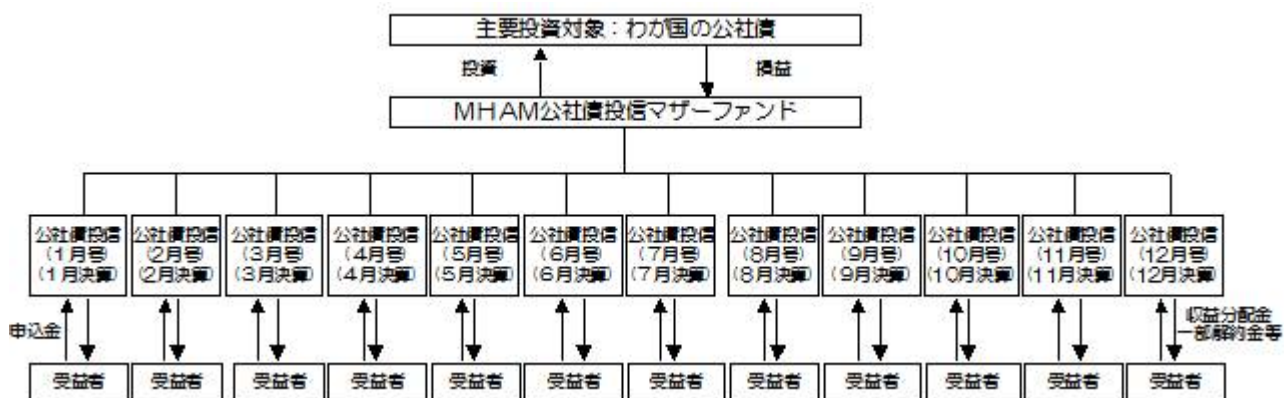 主要投資対象：わが国の公社債
投資
損益
MHAM公社債投信マザーファンド
公社債投信
(1月号)
(1月決算)
公社債投信
(2月号)
(2月決算)
公社債投信
(3月号)
(3月決算)
公社債投信
(4月号)
(4月決算)
公社債投信
(5月号)
(5月決算)
公社債投信
(6月号)
(6月決算)
公社債投信
(7月号)
(7月決算)
公社債投信
(8月号)
(8月決算)
公社債投信
(9月号)
(9月決算)
公社債投信
(10月号)
(10月決算)
公社債投信
(11月号)
(11月決算)
公社債投信
(12月号)
(12月決算)
申込金
収益分配金
一部解約金等
受益者
受益者
受益者
受益者
受益者
受益者
受益者
受益者
受益者
受益者
受益者
受益者